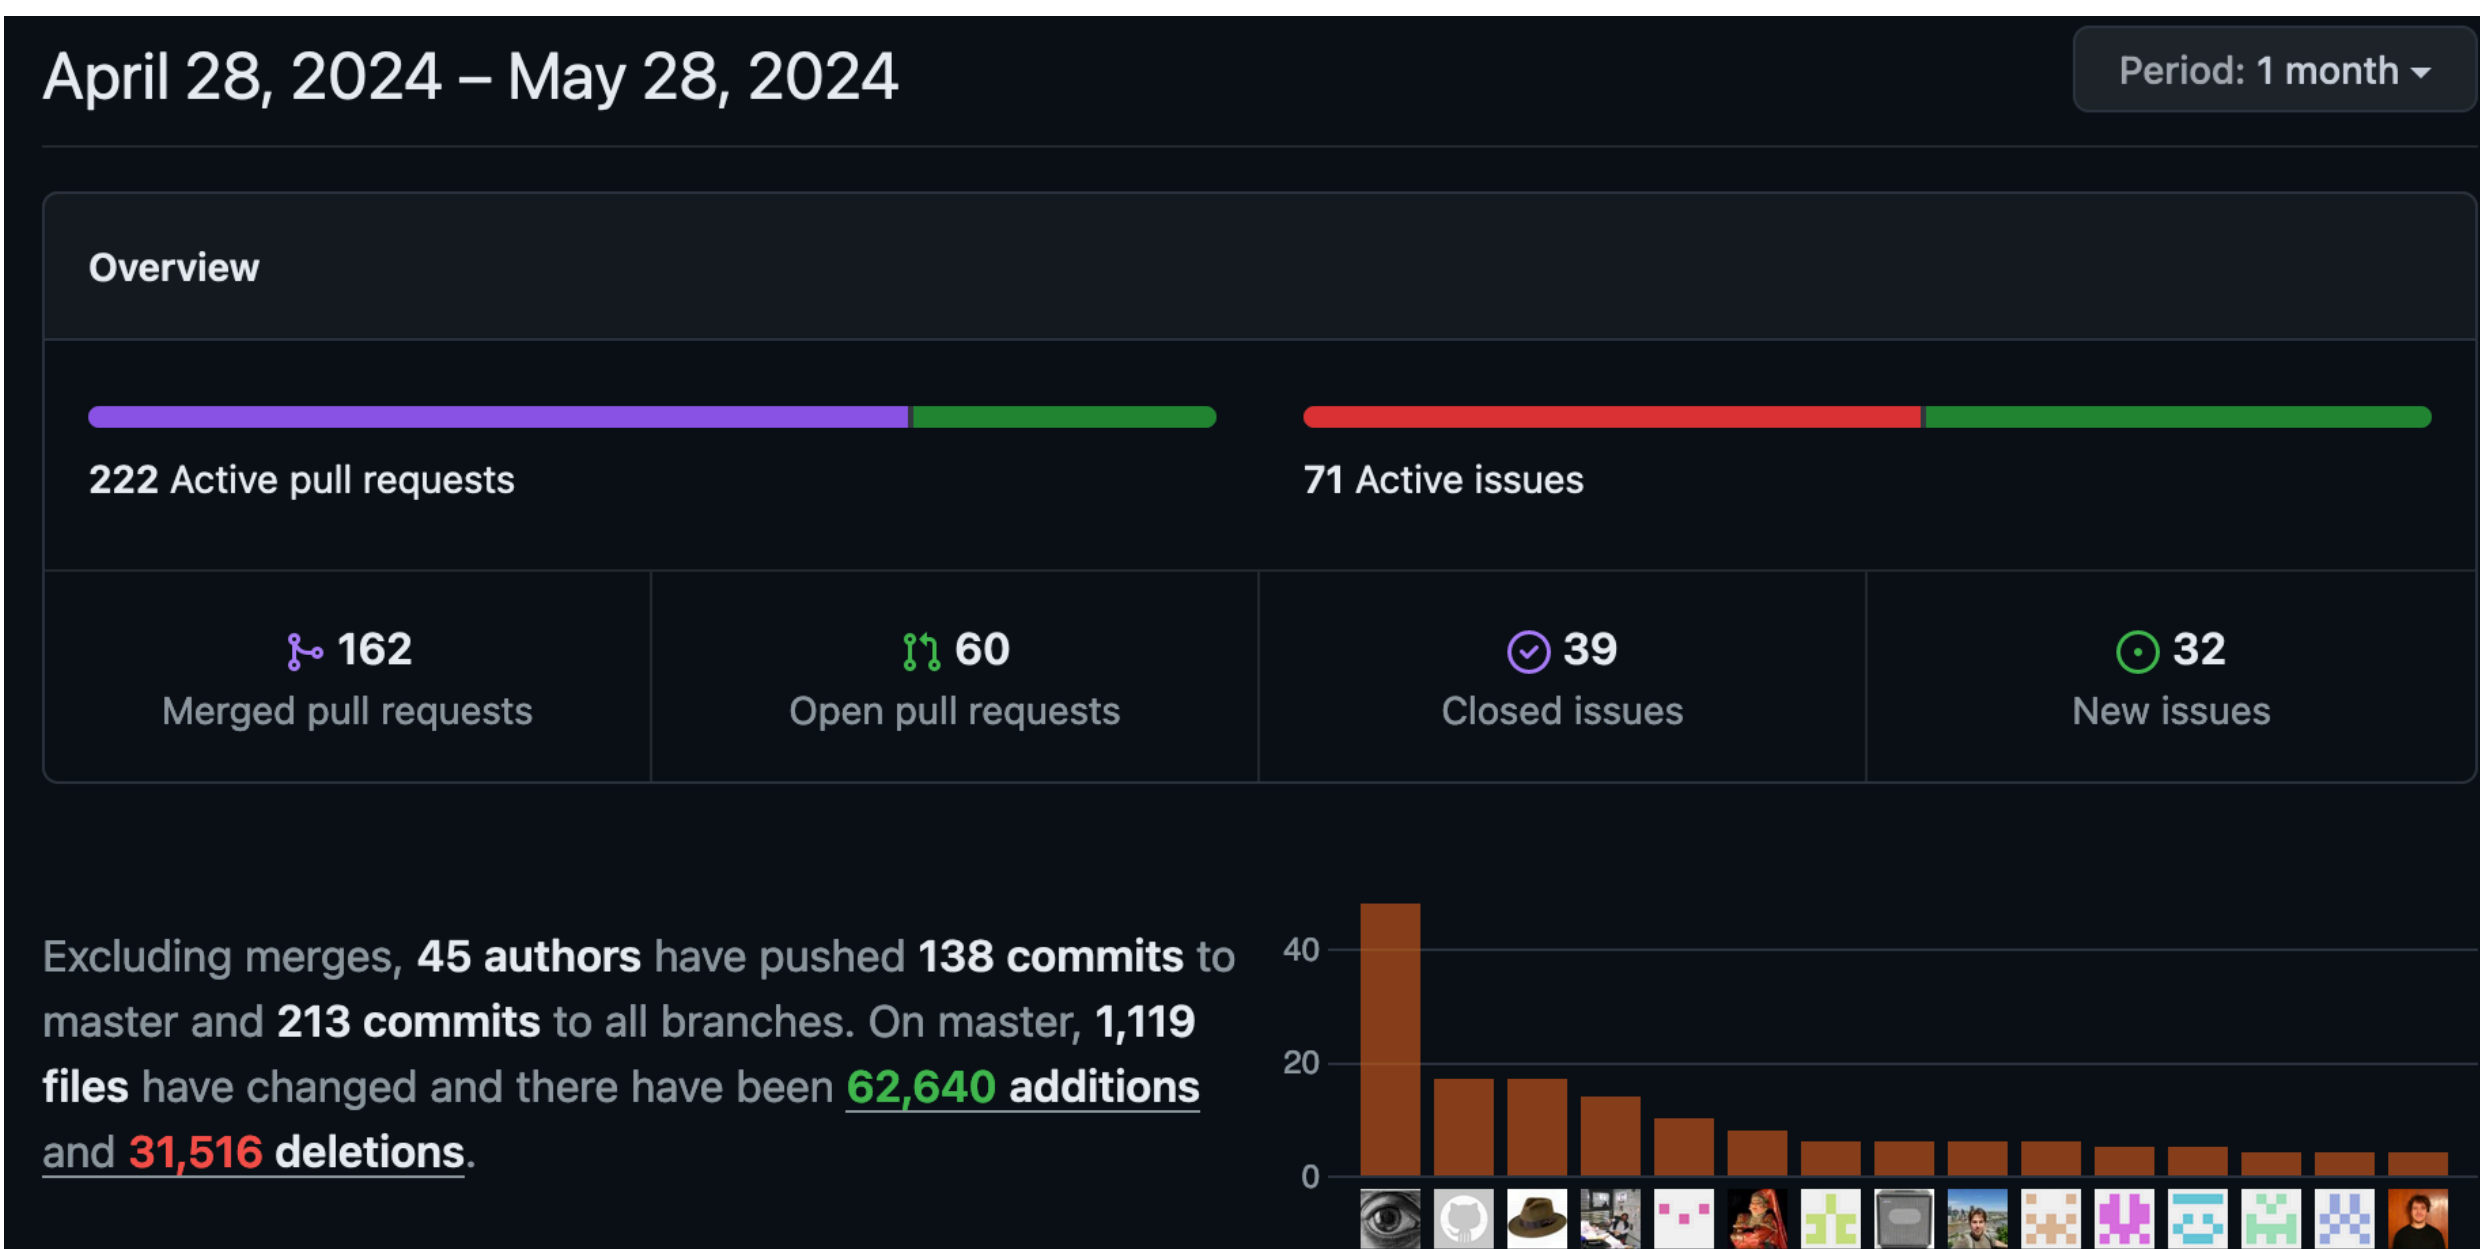 April 28, 2024 – May 28, 2024
Period: 1 month
Overview
222 Active pull requests
71 Active issues
162
Merged pull requests
60
Open pull requests
39
Closed issues
32
New issues
Excluding merges, 45 authors have pushed 138 commits to
master and 213 commits to all branches. On master, 1,119
files have changed and there have been 62,640 additions
and 31,516 deletions.
40
20
0